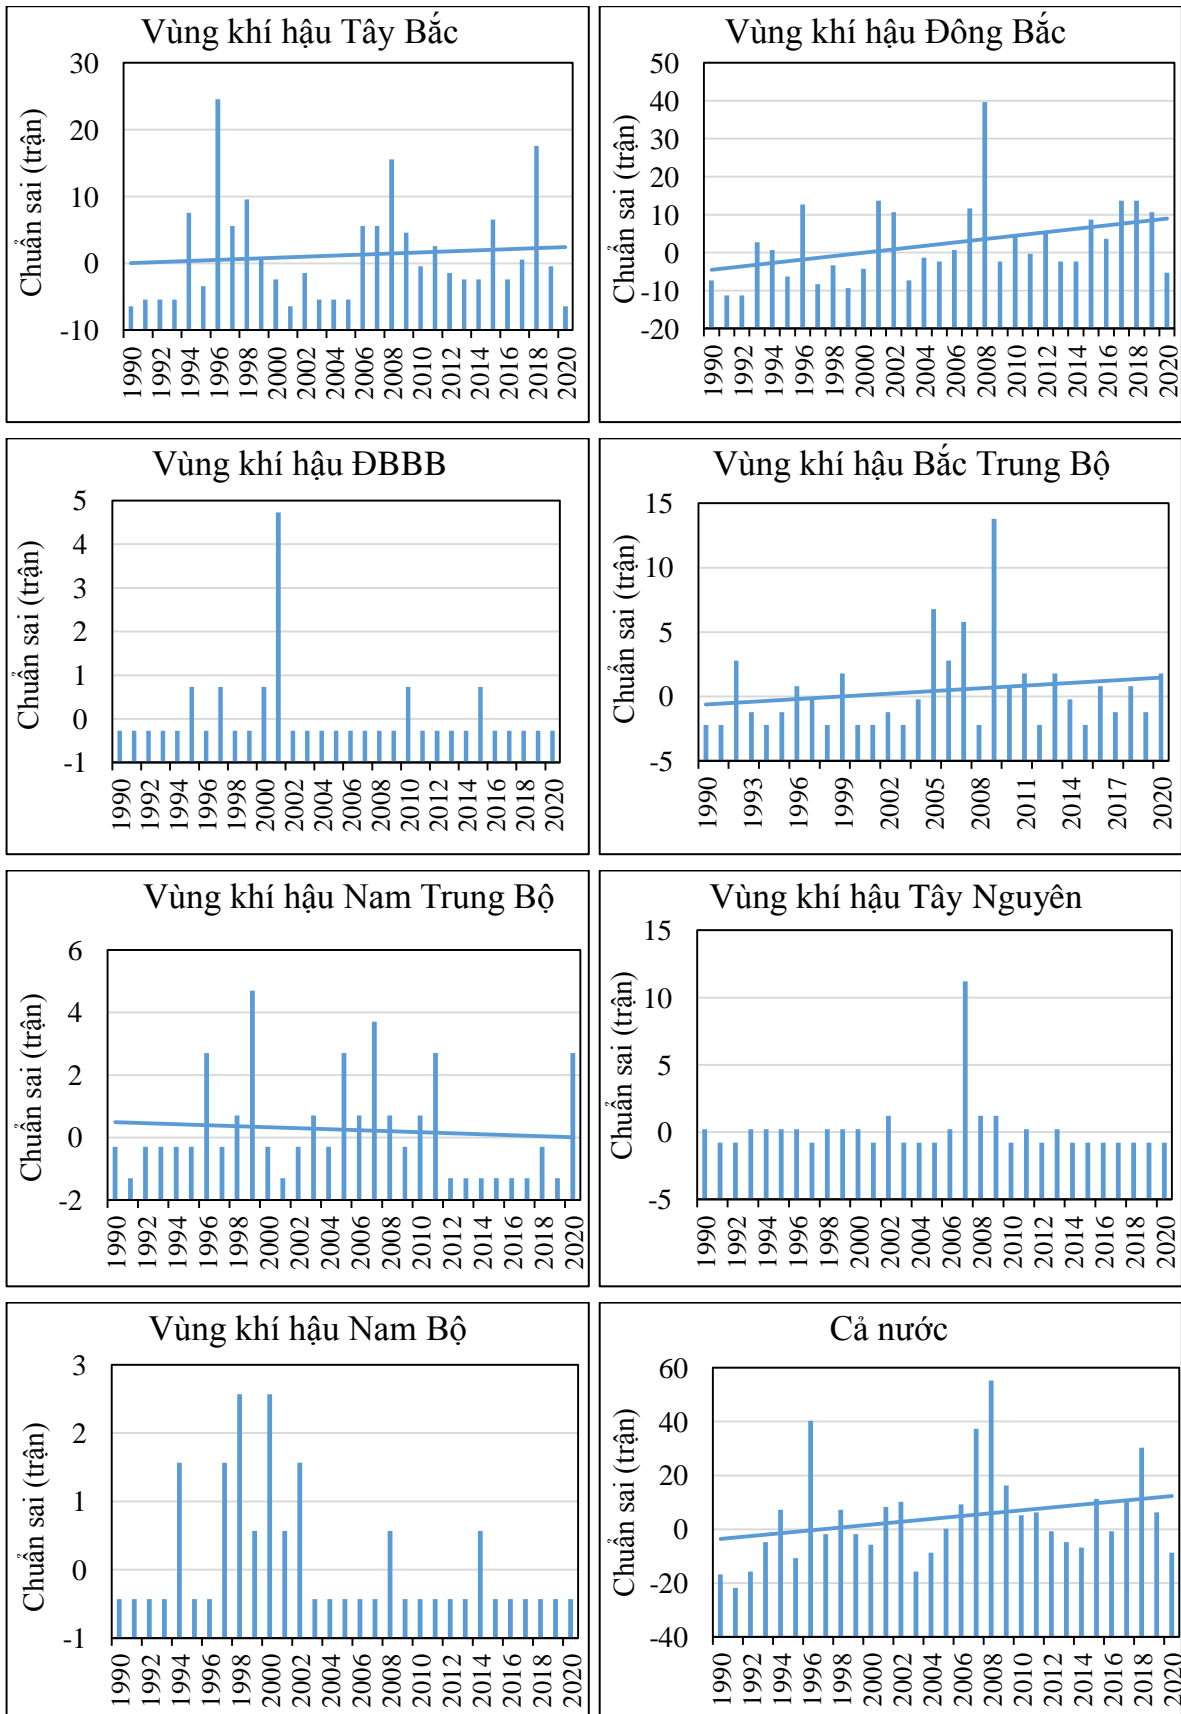 Vùng khí hậu Tây Bắc
Chuẩn sai (trận)
30
20
10
0
-10
1990 1992 1994 1996 1998 2000 2002 2004 2006 2008 2010 2012 2014 2016 2018 2020
Vùng khí hậu Đông Bắc
Chuẩn sai (trận)
50
40
30
20
10
0
-10
-20
1990 1992 1994 1996 1998 2000 2002 2004 2006 2008 2010 2012 2014 2016 2018 2020
Vùng khí hậu ĐBBB
Chuẩn sai (trận)
5
4
3
2
1
0
-1
1990 1992 1994 1996 1998 2000 2002 2004 2006 2008 2010 2012 2014 2016 2018 2020
Vùng khí hậu Bắc Trung Bộ
Chuẩn sai (trận)
15
10
5
0
-5
1990 1993 1996 1999 2002 2005 2008 2011 2014 2017 2020
Vùng khí hậu Nam Trung Bộ
Chuẩn sai (trận)
6
4
2
0
-2
1990 1992 1994 1996 1998 2000 2002 2004 2006 2008 2010 2012 2014 2016 2018 2020
Vùng khí hậu Tây Nguyên
Chuẩn sai (trận)
15
10
5
0
-5
1990 1992 1994 1996 1998 2000 2002 2004 2006 2008 2010 2012 2014 2016 2018 2020
Vùng khí hậu Nam Bộ
Chuẩn sai (trận)
3
2
1
0
-1
1990 1992 1994 1996 1998 2000 2002 2004 2006 2008 2010 2012 2014 2016 2018 2020
Cả nước
Chuẩn sai (trận)
60
40
20
0
-20
-40
1990 1992 1994 1996 1998 2000 2002 2004 2006 2008 2010 2012 2014 2016 2018 2020